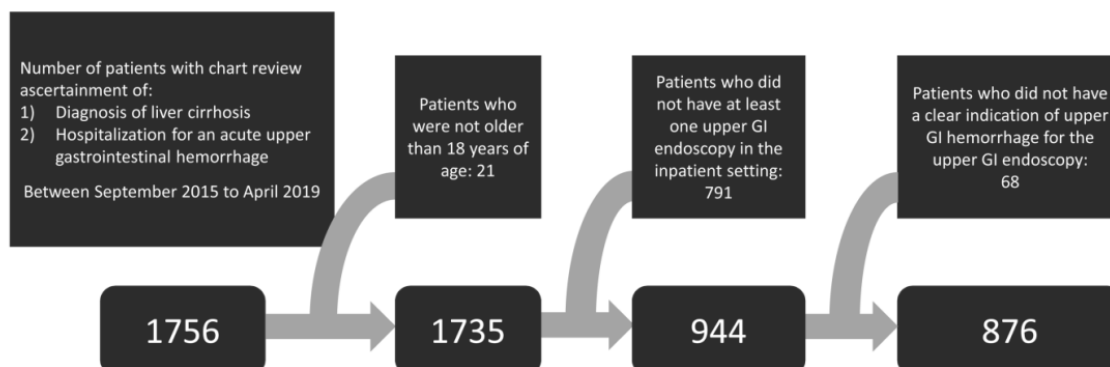 Number of patients with chart review
ascertainment of:
1) Diagnosis of liver cirrhosis
2) Hospitalization for an acute upper
gastrointestinal hemorrhage
Between September 2015 to April 2019
Patients who
were not older
than 18 years of
age: 21
Patients who did
not have at least
one upper GI
endoscopy in the
inpatient setting:
791
Patients who did not have
a clear indication of upper
GI hemorrhage for the
upper GI endoscopy:
68
1756
1735
944
876